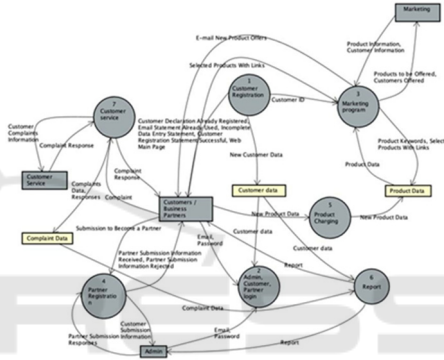 Marketing
E-mail New Product Offers
Product Information,
Customer Information
Selected Products With Links
Products to be Offered,
Customers Offered
1
Customer
Registration
Customer ID
3
Marketing
program
7
Customer
service
Customer Declaration Already Registered,
Email Statement Already Used, Incomplete
Data Entry Statement, Customer
Registration Statement Successful, Web
Main Page
Customer
Complaints
Information
Complaint Response
Product Keywords, Select
Products With Links
New Customer Data
Product Data
Customer
Service
Complaint
Response
Complaints
Data,
Responses
Complaint
Customer data
Product Data
Customers /
Business
Partners
New Product Data
5
Product
Charging
New Product Data
Submission to Become a Partner
Complaint Data
Email,
Password
Customer data
Customer data
Partner Submission Information
Received, Partner Submission
Information Rejected
Report
4
Partner
Registratio
n
2
Admin,
Customer,
Partner
login
6
Report
Complaint Data
Customer
Submission
Information
Partner Submission
Responses
Email,
Password
Report
Admin